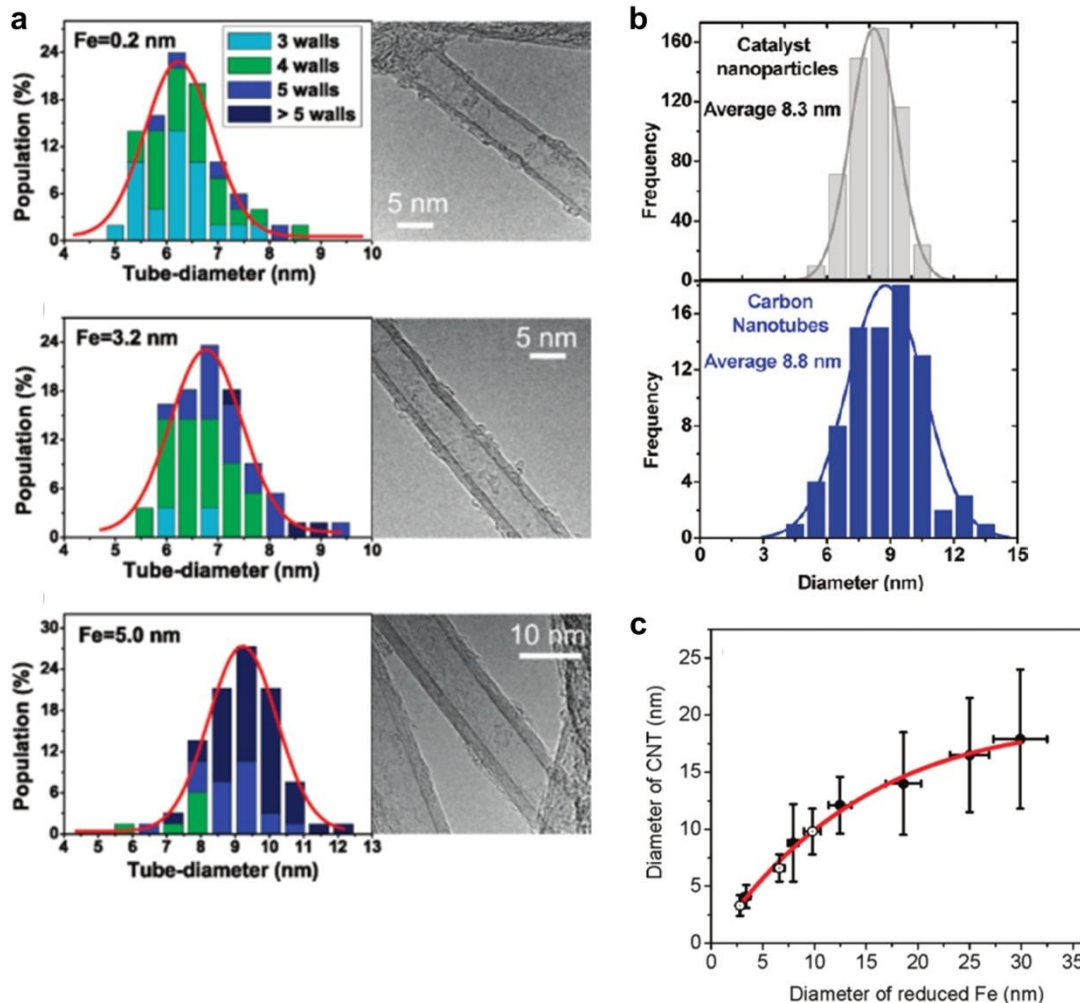 a
Fe=0.2 nm
3 walls
4 walls
5 walls
> 5 walls
Population (%)
24
18
12
6
0
4 5 6 7 8 9 10
Tube-diameter (nm)
5 nm
Fe=3.2 nm
Population (%)
24
18
12
6
0
4 5 6 7 8 9 10
Tube-diameter (nm)
5 nm
Fe=5.0 nm
Population (%)
30
24
18
12
6
0
4 5 6 7 8 9 10 11 12 13
Tube-diameter (nm)
10 nm
b
Catalyst
nanoparticles
Average 8.3 nm
Frequency
160
120
80
40
0
Carbon
Nanotubes
Average 8.8 nm
Frequency
16
12
8
4
0
0 3 6 9 12 15
Diameter (nm)
c
Diameter of CNT (nm)
25
20
15
10
5
0
0 5 10 15 20 25 30 35
Diameter of reduced Fe (nm)